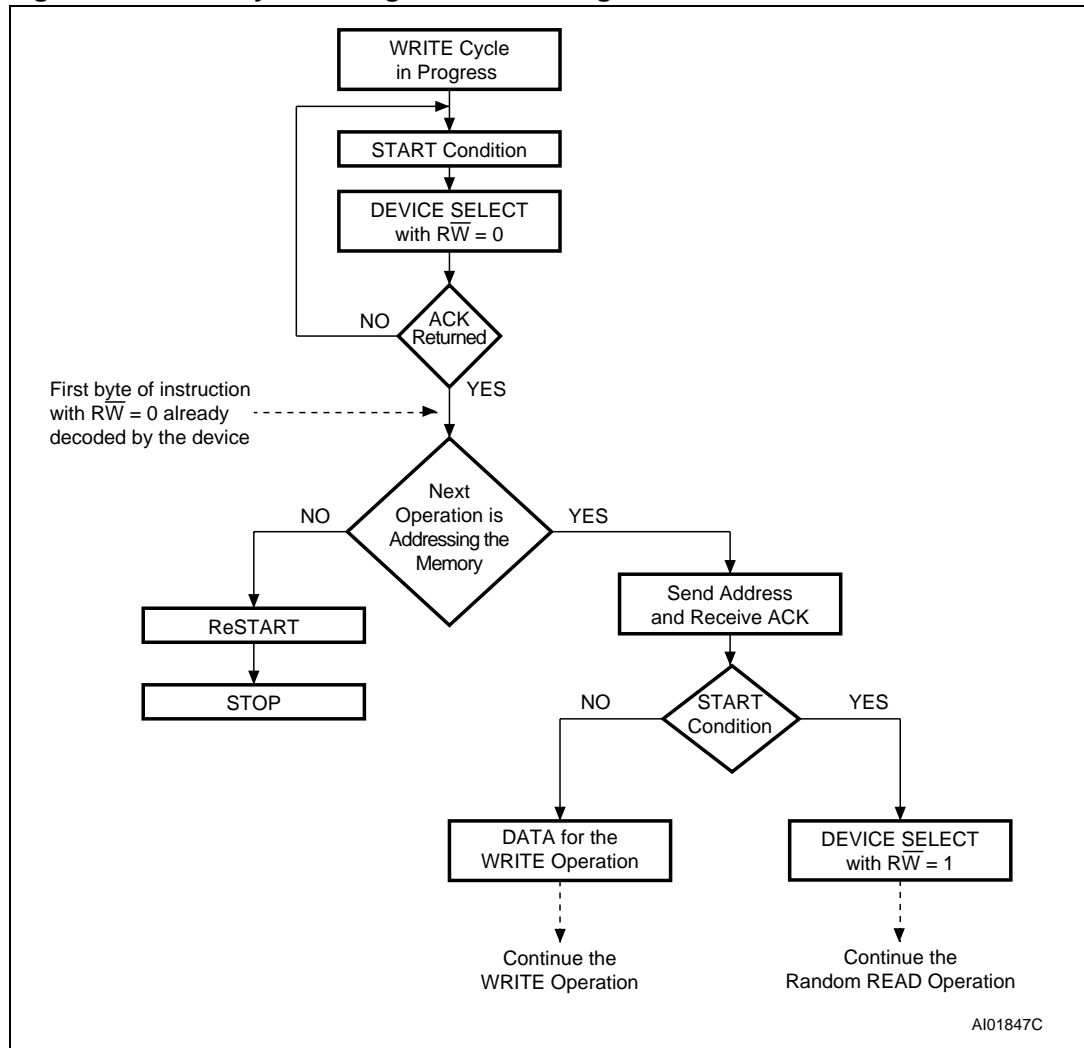 WRITE Cycle
in Progress
START Condition
DEVICE SELECT
with RW̅ = 0
NO
ACK
Returned
YES
First byte of instruction
with RW̅ = 0 already
decoded by the device
Next
Operation is
Addressing the
Memory
NO
YES
Send Address
and Receive ACK
ReSTART
STOP
START
Condition
NO
YES
DATA for the
WRITE Operation
DEVICE SELECT
with RW̅ = 1
Continue the
WRITE Operation
Continue the
Random READ Operation
AI01847C